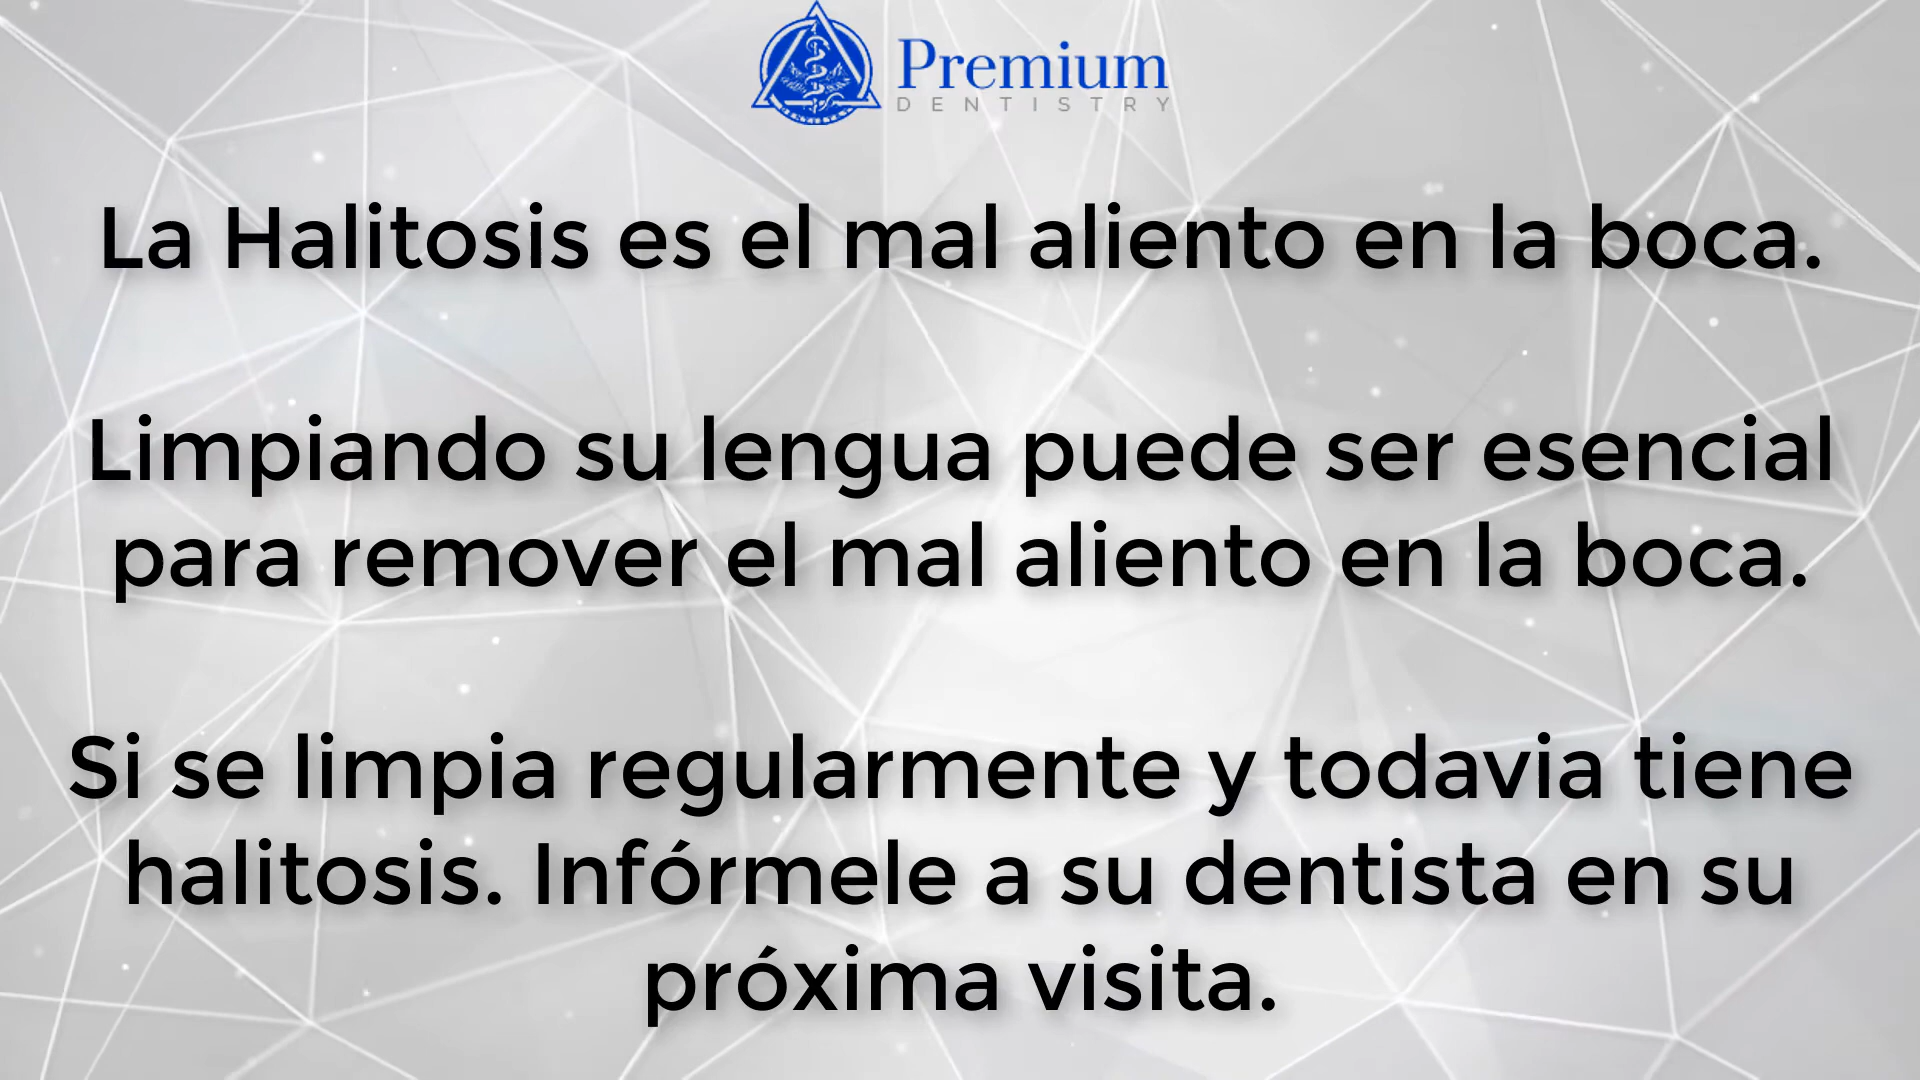 Premium
DENTISTRY
La Halitosis es el mal aliento en la boca.
Limpiando su lengua puede ser esencial
para remover el mal aliento en la boca.
Si se limpia regularmente y todavia tiene
halitosis. Infórmele a su dentista en su
próxima visita.